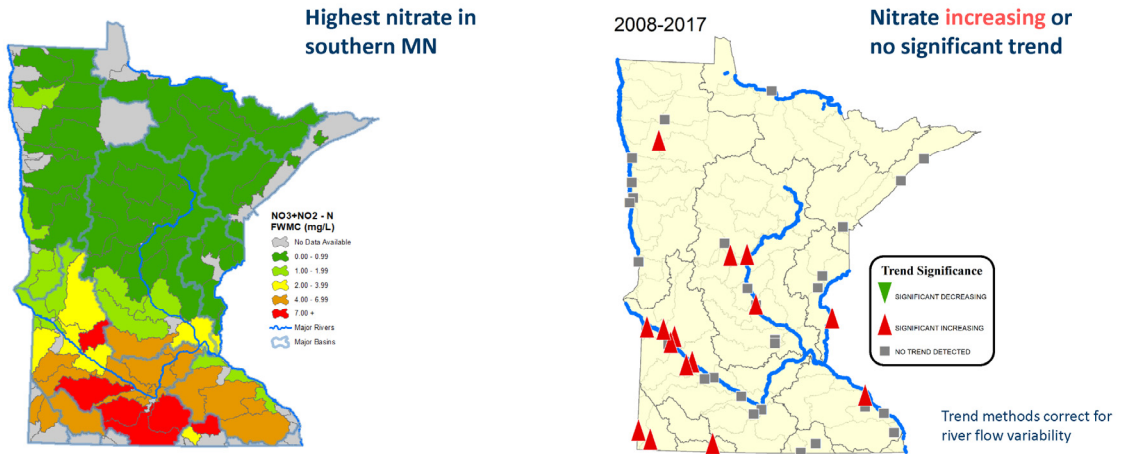 Highest nitrate in
southern MN
NO3+NO2 - N
FWMC (mg/L)
No Data Available
0.00 - 0.99
1.00 - 1.99
2.00 - 3.99
4.00 - 6.99
7.00 +
Major Rivers
Major Basins
2008-2017
Nitrate increasing or
no significant trend
Trend Significance
SIGNIFICANT DECREASING
SIGNIFICANT INCREASING
NO TREND DETECTED
Trend methods correct for
river flow variability